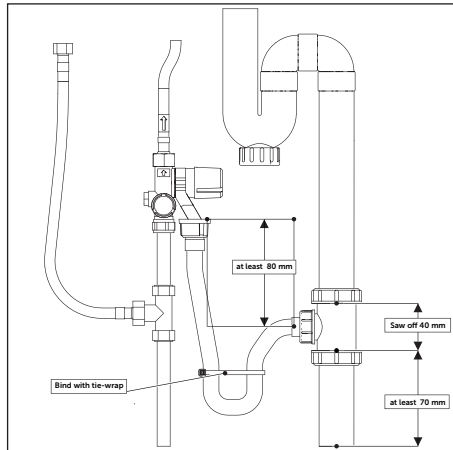 at least 80 mm
Saw off 40 mm
Bind with tie-wrap
at least 70 mm